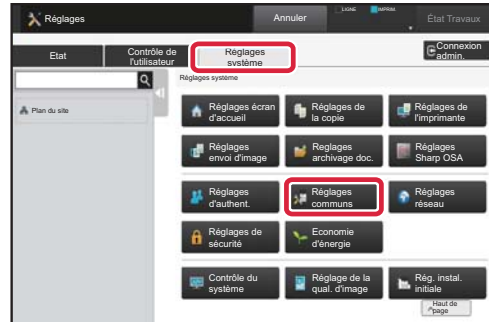 Réglages
Annuler
LIGNE
IMPRIM.
État Travaux
Etat
Contrôle de
l'utilisateur
Réglages
système
Connexion
admin.
Réglages système
Plan du site
Réglages écran
d'accueil
Réglages de
la copie
Réglages de
l'imprimante
Réglages
envoi d'image
Reglages
archivage doc.
Réglages
Sharp OSA
Réglages
d'authent.
Réglages
communs
Réglages
réseau
Réglages de
sécurité
Economie
d'énergie
Contrôle du
système
Réglage de la
qual. d'image
Rég. instal.
initiale
Haut de
page